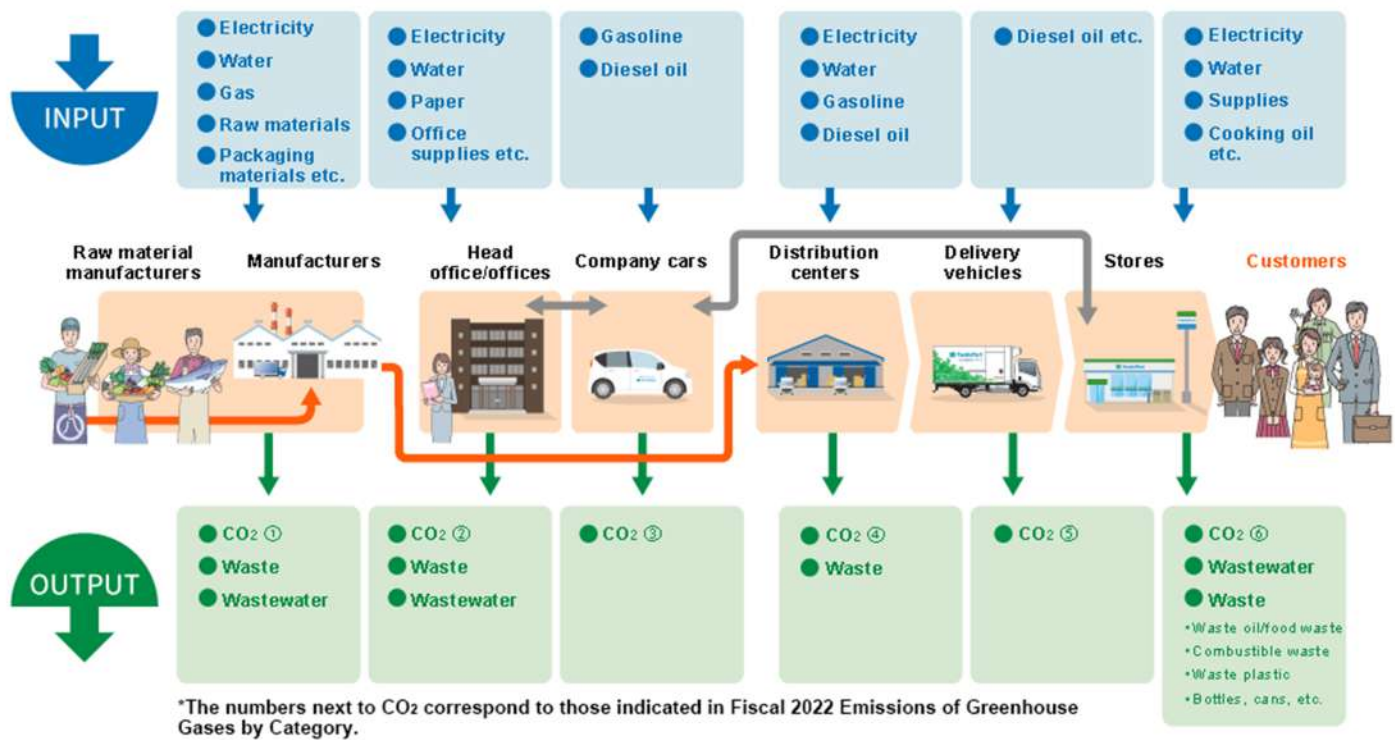 INPUT
Electricity
Water
Gas
Raw materials
Packaging
materials etc.
Electricity
Water
Paper
Office
supplies etc.
Gasoline
Diesel oil
Electricity
Water
Gasoline
Diesel oil
Diesel oil etc.
Electricity
Water
Supplies
Cooking oil
etc.
Raw material
manufacturers
Manufacturers
Head
office/offices
Company cars
Distribution
centers
Delivery
vehicles
Stores
Customers
FamilyMart
OUTPUT
CO₂ ①
Waste
Wastewater
CO₂ ②
Waste
Wastewater
CO₂ ③
CO₂ ④
Waste
CO₂ ⑤
CO₂ ⑥
Wastewater
Waste
•Waste oil/food waste
•Combustible waste
•Waste plastic
•Bottles, cans, etc.
*The numbers next to CO₂ correspond to those indicated in Fiscal 2022 Emissions of Greenhouse
Gases by Category.